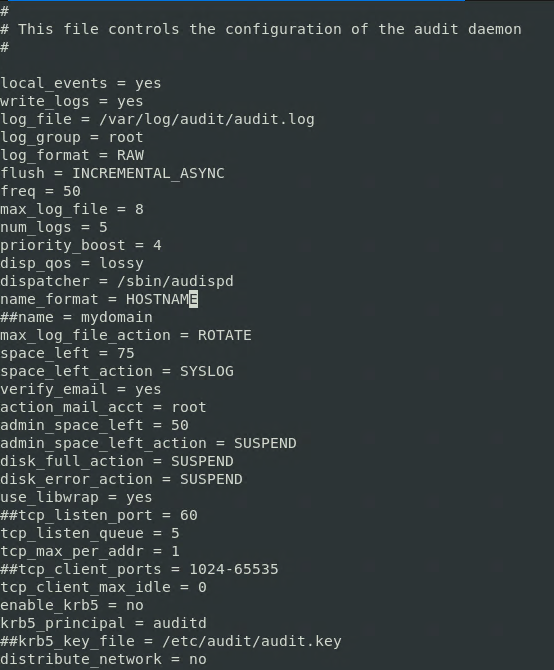 #
# This file controls the configuration of the audit daemon
#
local_events = yes
write_logs = yes
log_file = /var/log/audit/audit.log
log_group = root
log_format = RAW
flush = INCREMENTAL_ASYNC
freq = 50
max_log_file = 8
num_logs = 5
priority_boost = 4
disp_qos = lossy
dispatcher = /sbin/audispd
name_format = HOSTNAME
##name = mydomain
max_log_file_action = ROTATE
space_left = 75
space_left_action = SYSLOG
verify_email = yes
action_mail_acct = root
admin_space_left = 50
admin_space_left_action = SUSPEND
disk_full_action = SUSPEND
disk_error_action = SUSPEND
use_libwrap = yes
##tcp_listen_port = 60
tcp_listen_queue = 5
tcp_max_per_addr = 1
##tcp_client_ports = 1024-65535
tcp_client_max_idle = 0
enable_krb5 = no
krb5_principal = auditd
##krb5_key_file = /etc/audit/audit.key
distribute_network = no